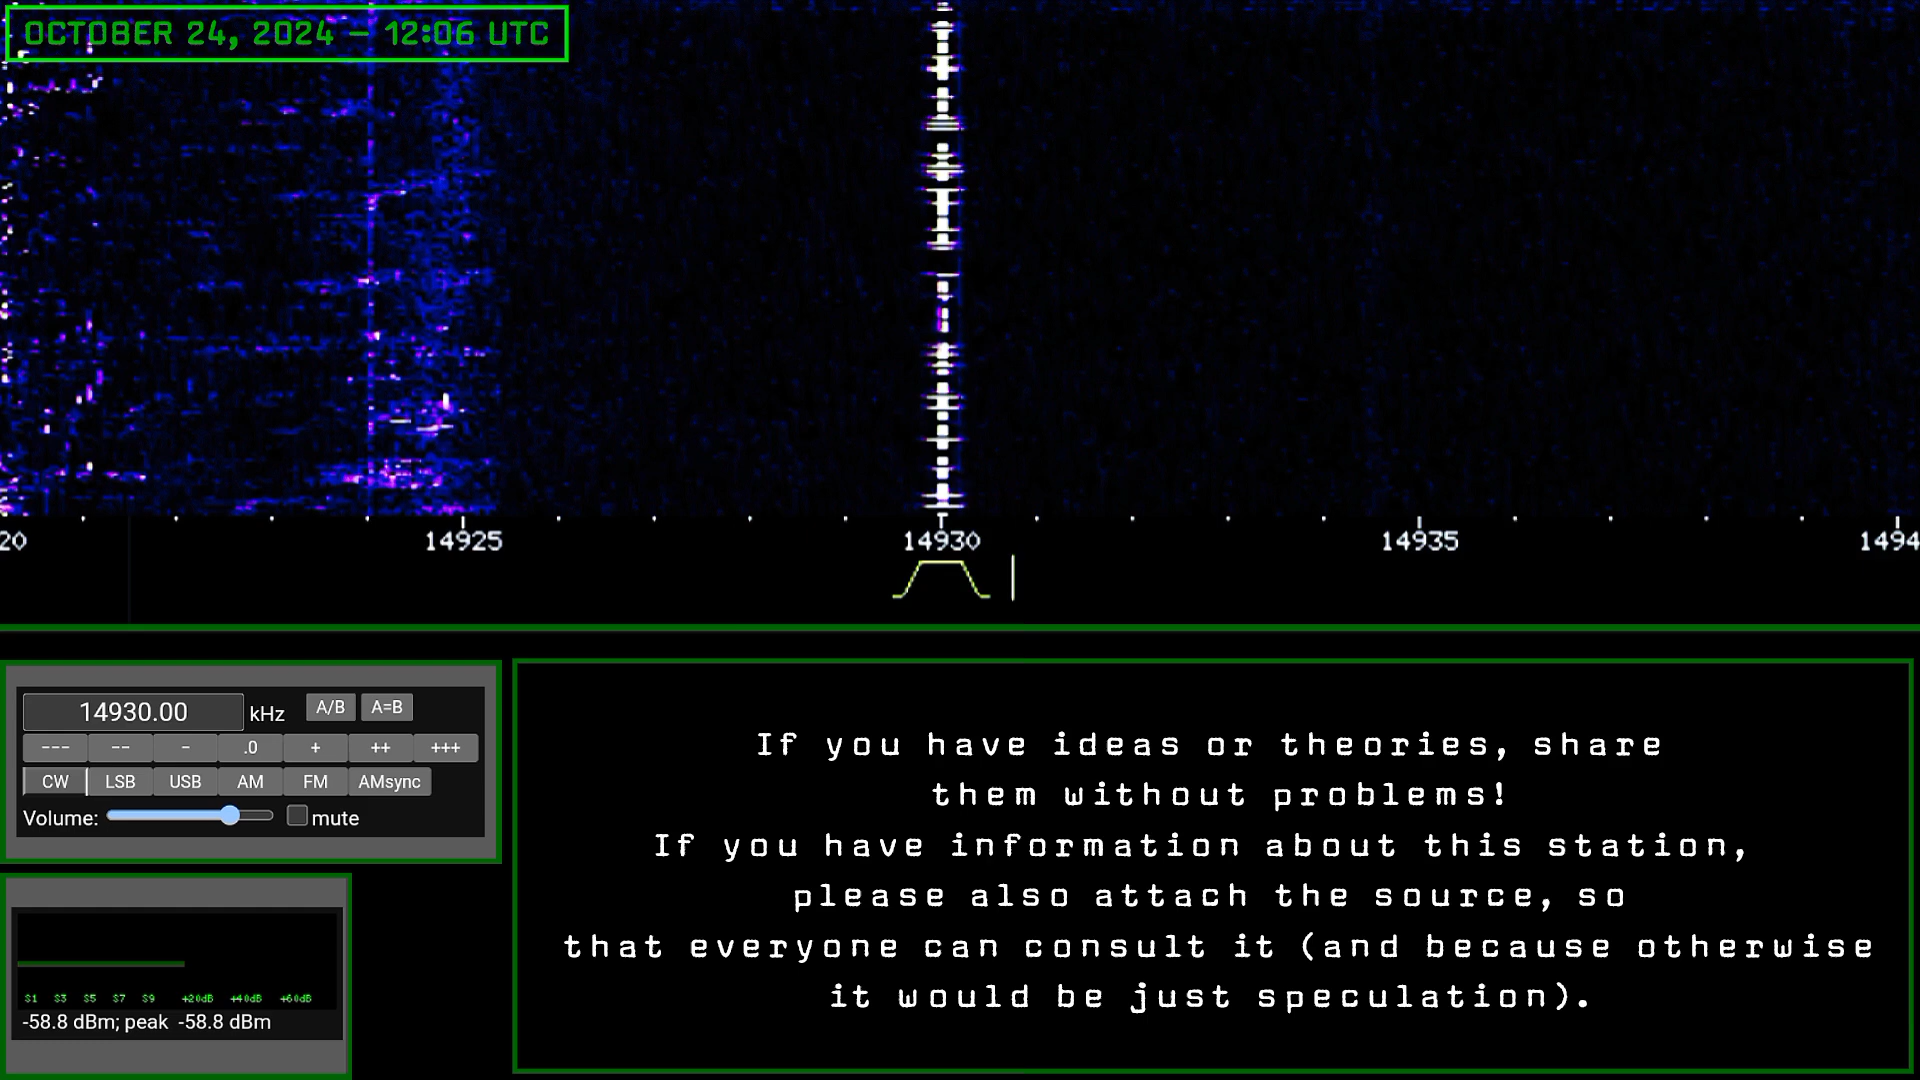 OCTOBER 24, 2024 — 12:06 UTC
20 14925 14930 14935 1494
14930.00 kHz A/B A=B
--- -- - .0 + ++ +++
CW LSB USB AM FM AMsync
Volume: mute
S1 S3 S5 S7 S9 +20dB +40dB +60dB
-58.8 dBm; peak -58.8 dBm
If you have ideas or theories, share
them without problems!
If you have information about this station,
please also attach the source, so
that everyone can consult it (and because otherwise
it would be just speculation).